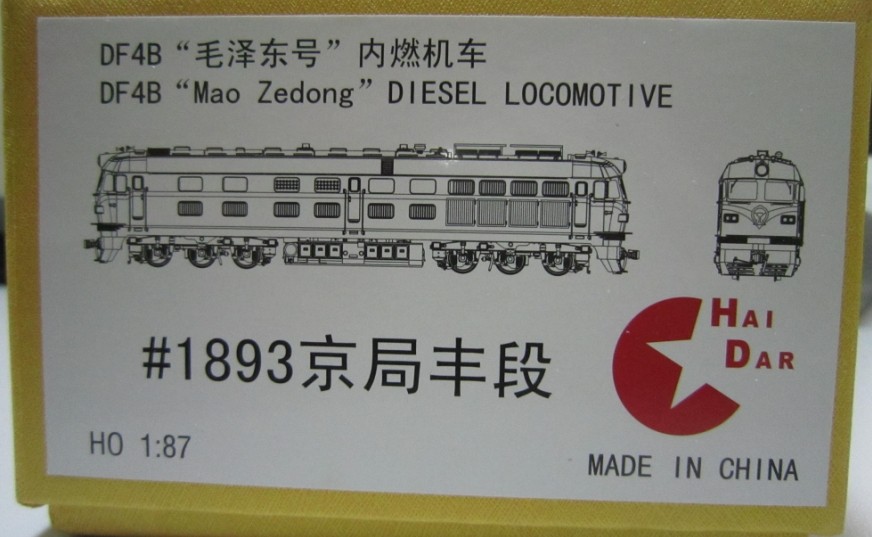 DF4B“毛泽东号”内燃机车
DF4B“Mao Zedong”DIESEL LOCOMOTIVE
#1893京局丰段
HAI
DAR
HO 1:87
MADE IN CHINA